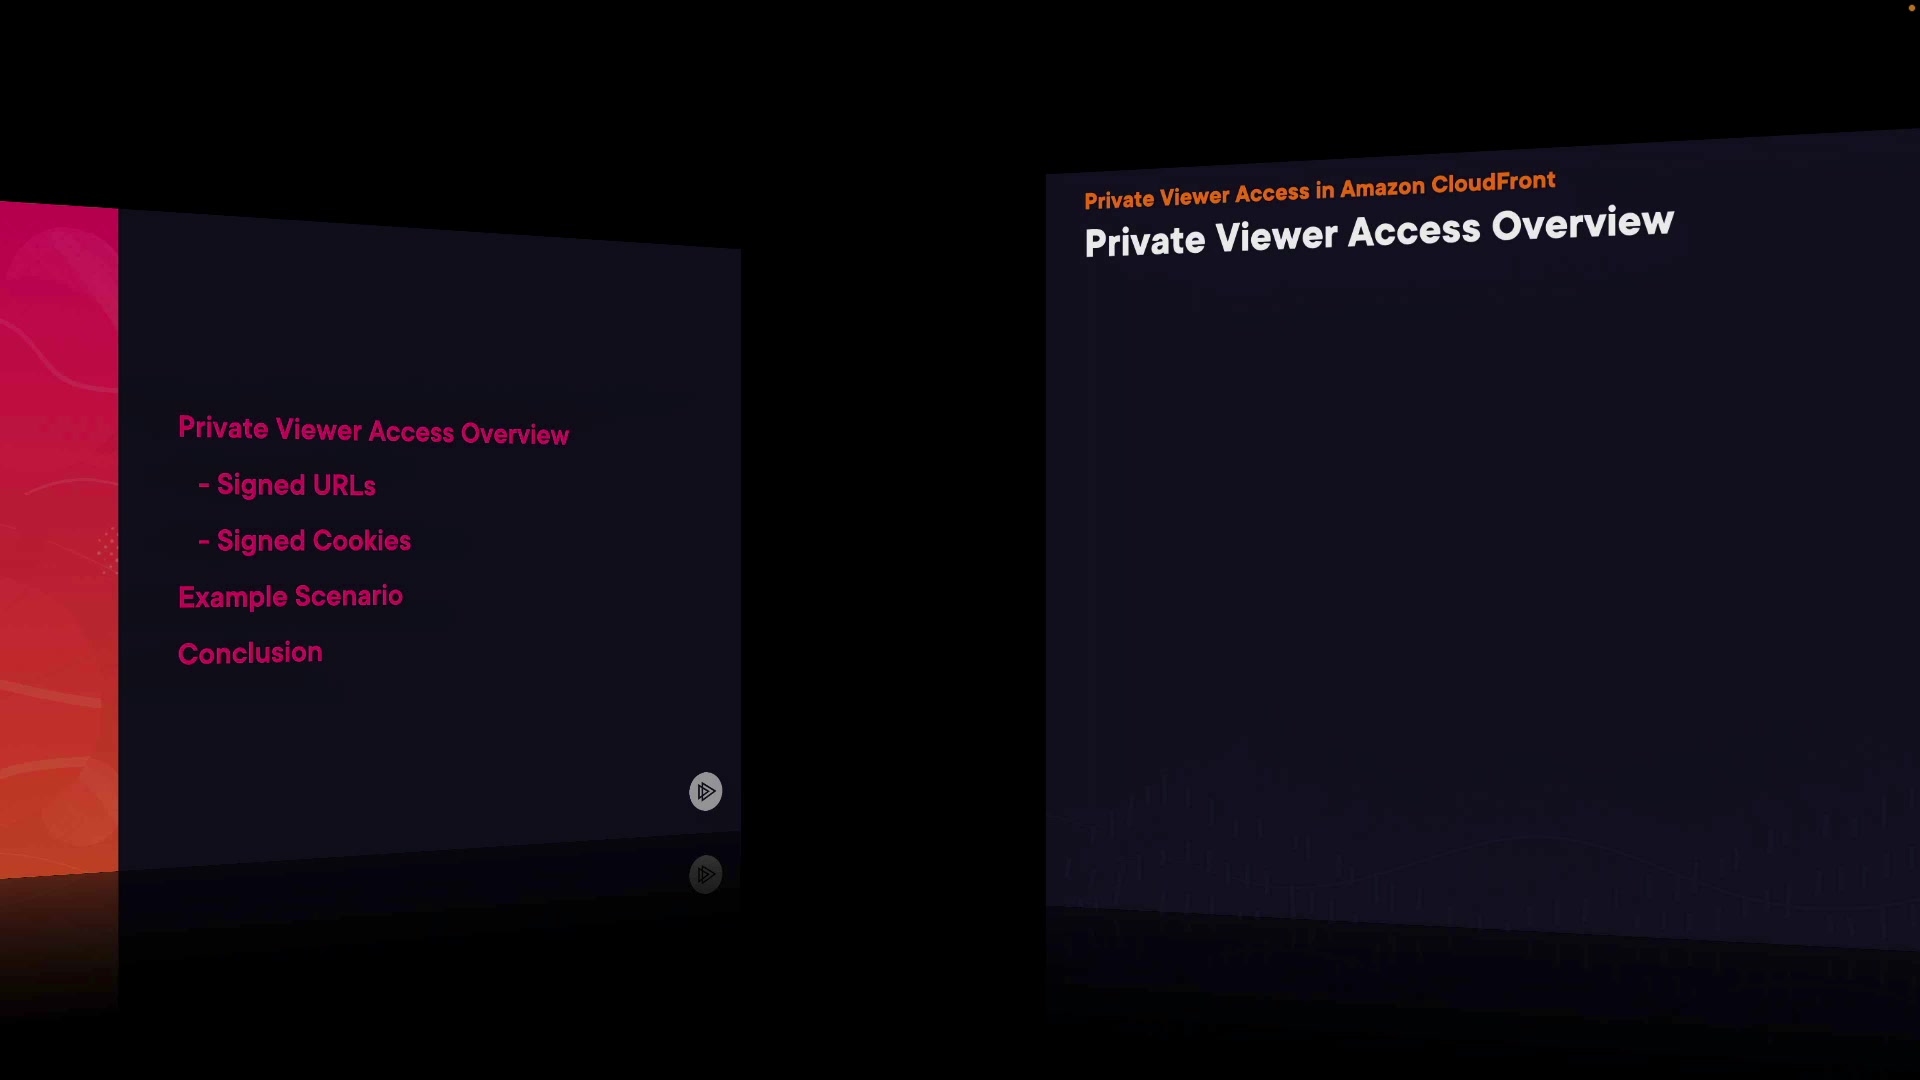 Private Viewer Access Overview
- Signed URLs
- Signed Cookies
Example Scenario
Conclusion
Private Viewer Access in Amazon CloudFront
Private Viewer Access Overview